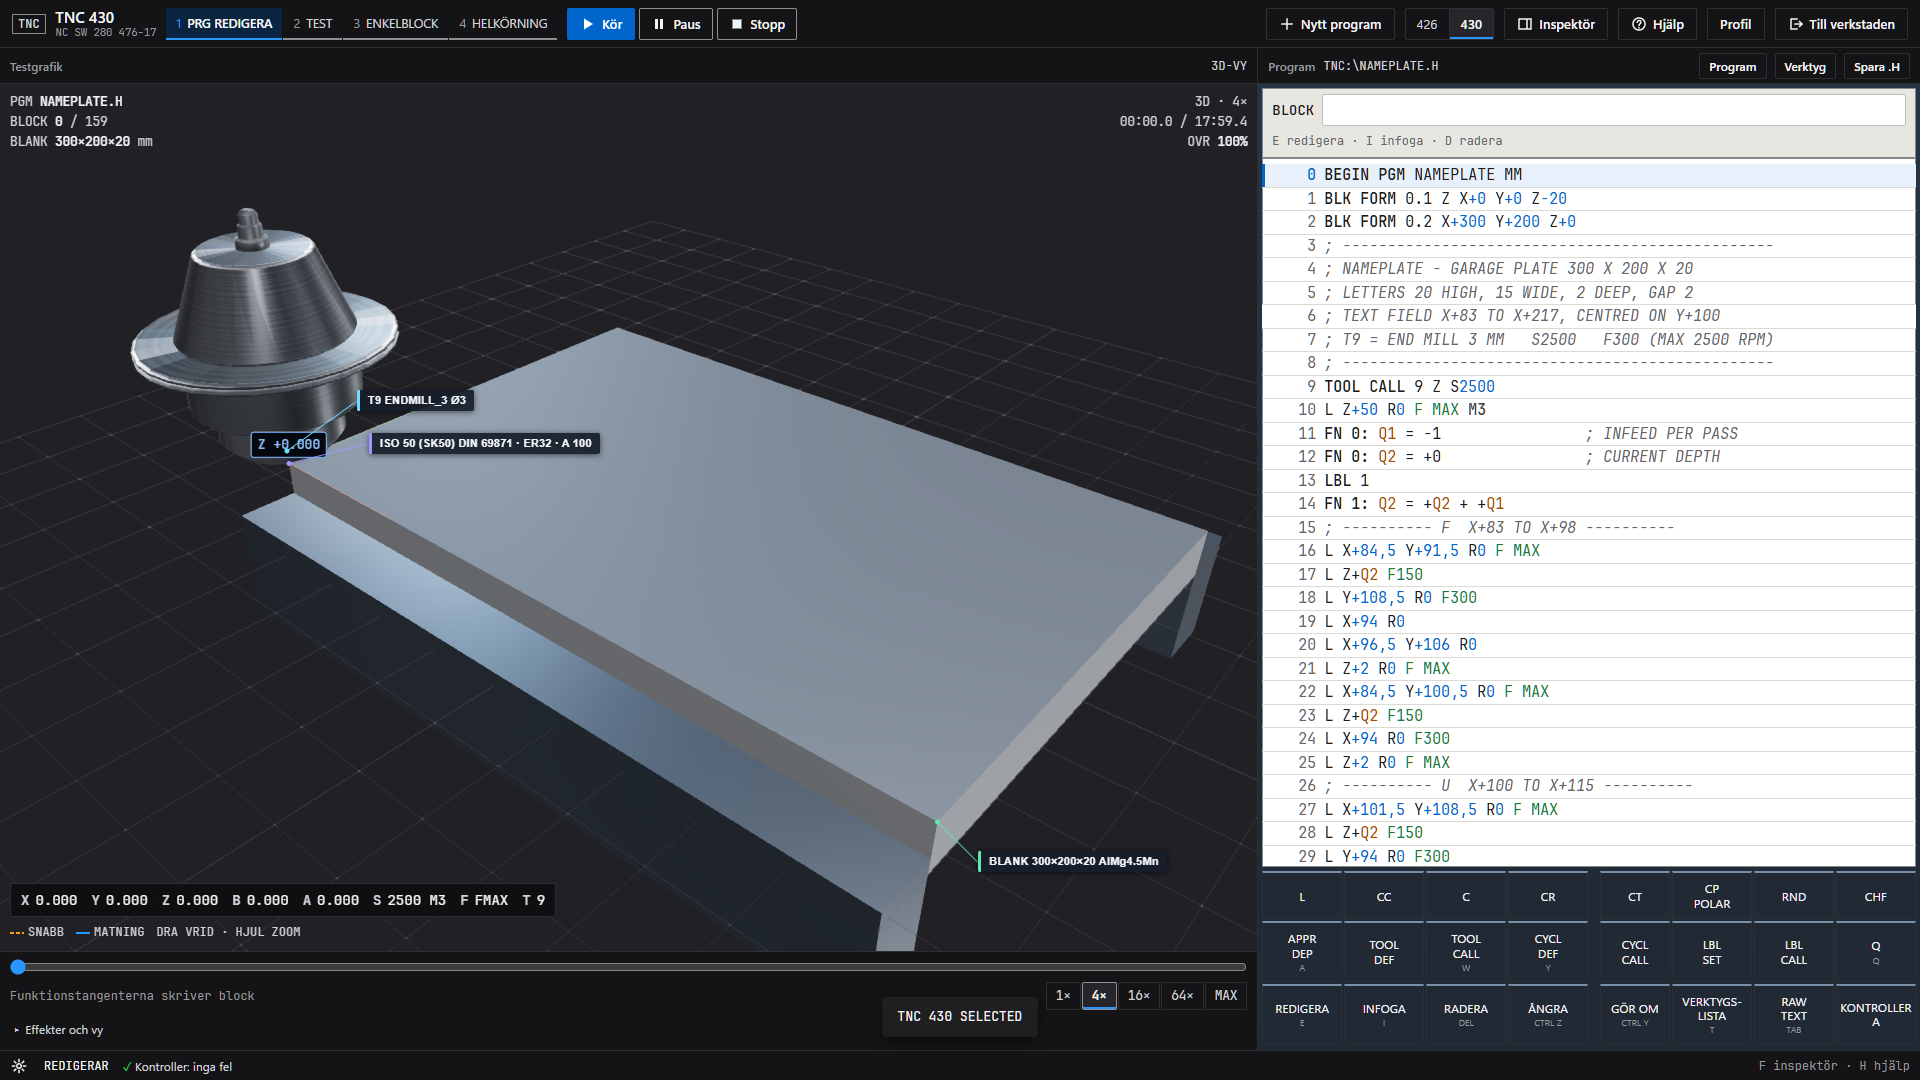 TNC TNC 430 NC SW 280 476-17 1 PRG REDIGERA 2 TEST 3 ENKELBLOCK 4 HELKÖRNING Kör Paus Stopp Nytt program 426 430 Inspektör Hjälp Profil Till verkstaden
Testgrafik 3D-VY
PGM NAMEPLATE.H 3D · 4×
BLOCK 0 / 159 00:00.0 / 17:59.4
BLANK 300×200×20 mm OVR 100%
T9 ENDMILL_3 Ø3
Z +0.000
ISO 50 (SK50) DIN 69871 · ER32 · A 100
BLANK 300×200×20 AlMg4.5Mn
X 0.000 Y 0.000 Z 0.000 B 0.000 A 0.000 S 2500 M3 F FMAX T 9
SNABB MATNING DRA VRID · HJUL ZOOM
Funktionstangenterna skriver block
1× 4× 16× 64× MAX
TNC 430 SELECTED
Effekter och vy
Program TNC:\NAMEPLATE.H Program Verktyg Spara .H
BLOCK
E redigera · I infoga · D radera
0 BEGIN PGM NAMEPLATE MM
1 BLK FORM 0.1 Z X+0 Y+0 Z-20
2 BLK FORM 0.2 X+300 Y+200 Z+0
3 ; ------------------------------------------------
4 ; NAMEPLATE - GARAGE PLATE 300 X 200 X 20
5 ; LETTERS 20 HIGH, 15 WIDE, 2 DEEP, GAP 2
6 ; TEXT FIELD X+83 TO X+217, CENTRED ON Y+100
7 ; T9 = END MILL 3 MM   S2500   F300 (MAX 2500 RPM)
8 ; ------------------------------------------------
9 TOOL CALL 9 Z S2500
10 L Z+50 R0 F MAX M3
11 FN 0: Q1 = -1 ; INFEED PER PASS
12 FN 0: Q2 = +0 ; CURRENT DEPTH
13 LBL 1
14 FN 1: Q2 = +Q2 + +Q1
15 ; ---------- F  X+83 TO X+98 ----------
16 L X+84,5 Y+91,5 R0 F MAX
17 L Z+Q2 F150
18 L Y+108,5 R0 F300
19 L X+94 R0
20 L X+96,5 Y+106 R0
21 L Z+2 R0 F MAX
22 L X+84,5 Y+100,5 R0 F MAX
23 L Z+Q2 F150
24 L X+94 R0 F300
25 L Z+2 R0 F MAX
26 ; ---------- U  X+100 TO X+115 ----------
27 L X+101,5 Y+108,5 R0 F MAX
28 L Z+Q2 F150
29 L Y+94 R0 F300
L CC C CR CT CP POLAR RND CHF
APPR DEP A TOOL DEF TOOL CALL W CYCL DEF Y CYCL CALL LBL SET LBL CALL Q Q
REDIGERA E INFOGA I RADERA DEL ÅNGRA CTRL Z GÖR OM CTRL Y VERKTYGS-LISTA T RAW TEXT TAB KONTROLLERA
REDIGERAR ✓ Kontroller: inga fel F inspektör · H hjälp